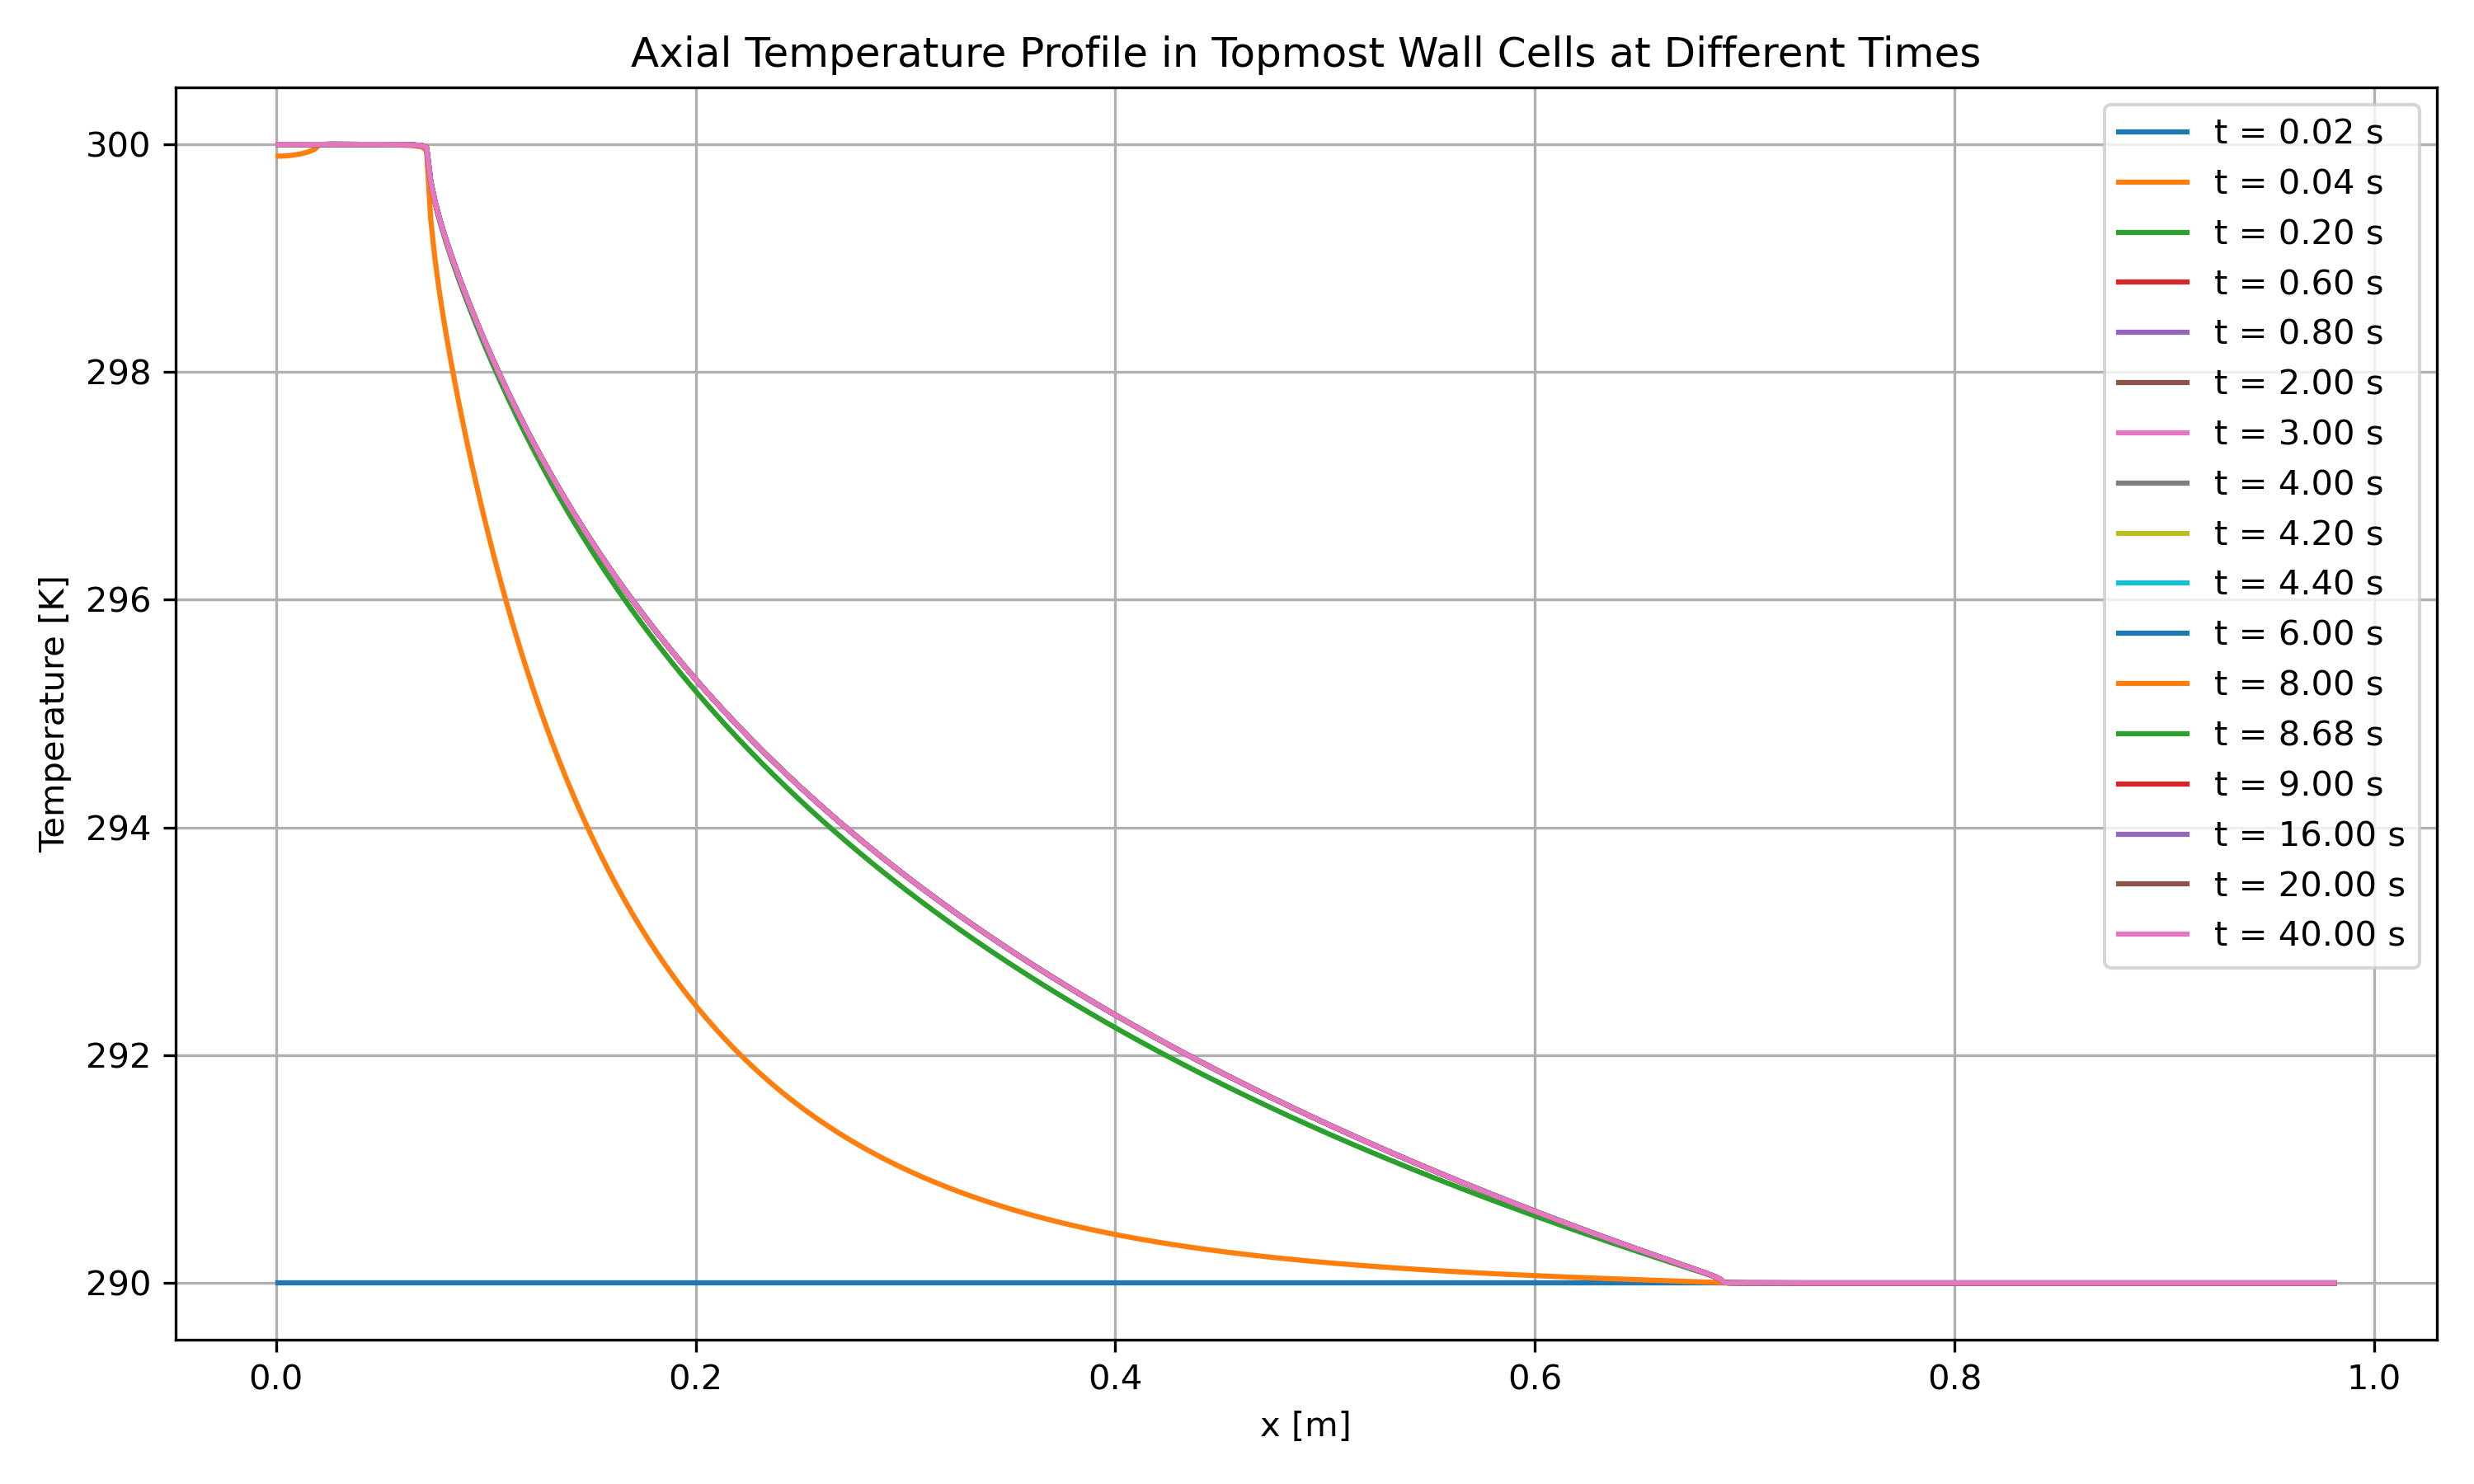 Axial Temperature Profile in Topmost Wall Cells at Different Times
Temperature [K]
300
298
296
294
292
290
0.0
0.2
0.4
0.6
0.8
1.0
x [m]
t = 0.02 s
t = 0.04 s
t = 0.20 s
t = 0.60 s
t = 0.80 s
t = 2.00 s
t = 3.00 s
t = 4.00 s
t = 4.20 s
t = 4.40 s
t = 6.00 s
t = 8.00 s
t = 8.68 s
t = 9.00 s
t = 16.00 s
t = 20.00 s
t = 40.00 s